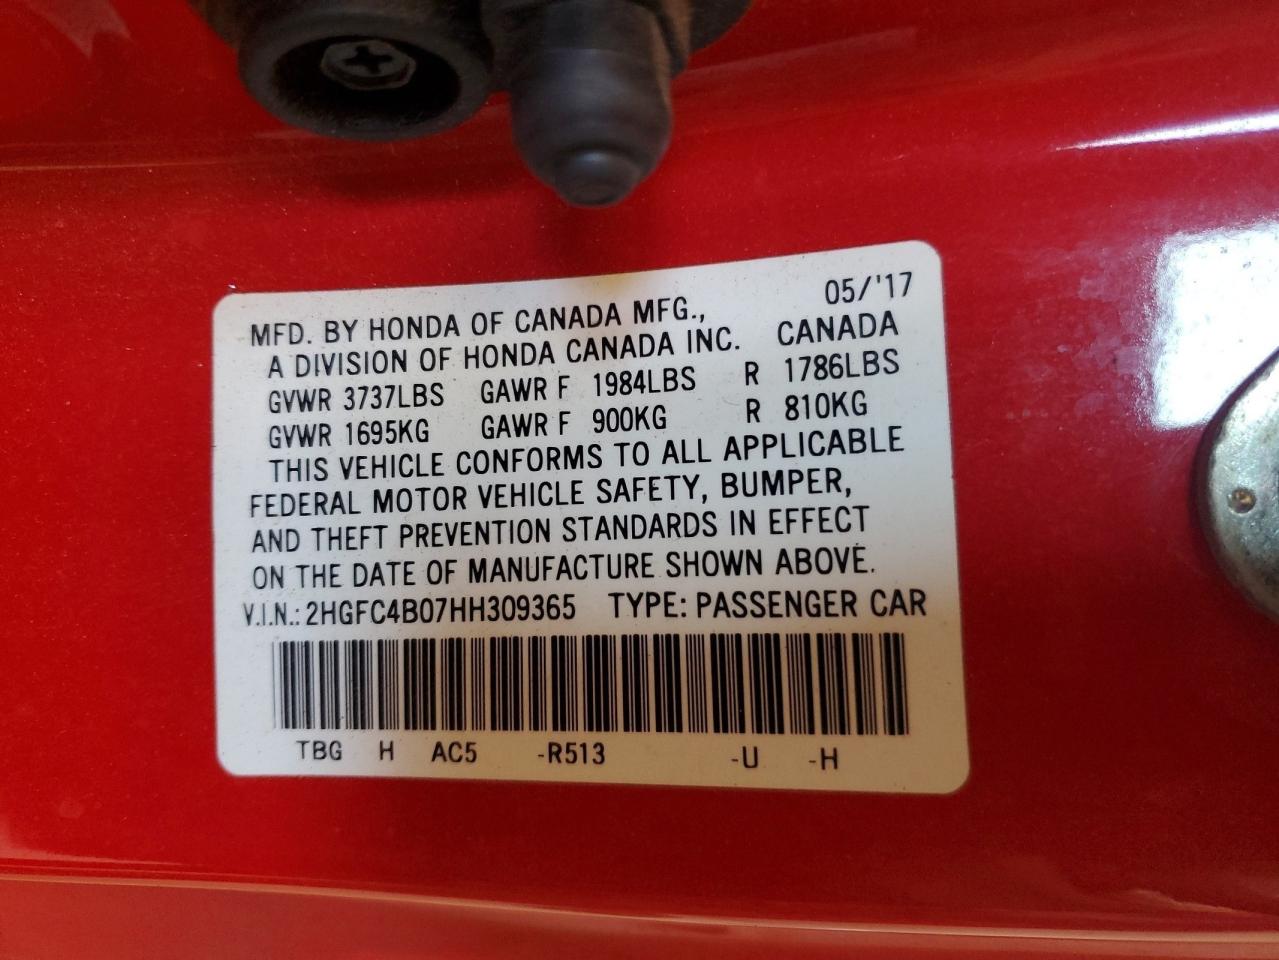 05/'17
MFD. BY HONDA OF CANADA MFG.,
A DIVISION OF HONDA CANADA INC. CANADA
GVWR 3737LBS GAWR F 1984LBS R 1786LBS
GVWR 1695KG GAWR F 900KG R 810KG
THIS VEHICLE CONFORMS TO ALL APPLICABLE
FEDERAL MOTOR VEHICLE SAFETY, BUMPER,
AND THEFT PREVENTION STANDARDS IN EFFECT
ON THE DATE OF MANUFACTURE SHOWN ABOVE.
V.I.N.: 2HGFC4B07HH309365 TYPE: PASSENGER CAR
TBG H AC5 -R513 -U -H